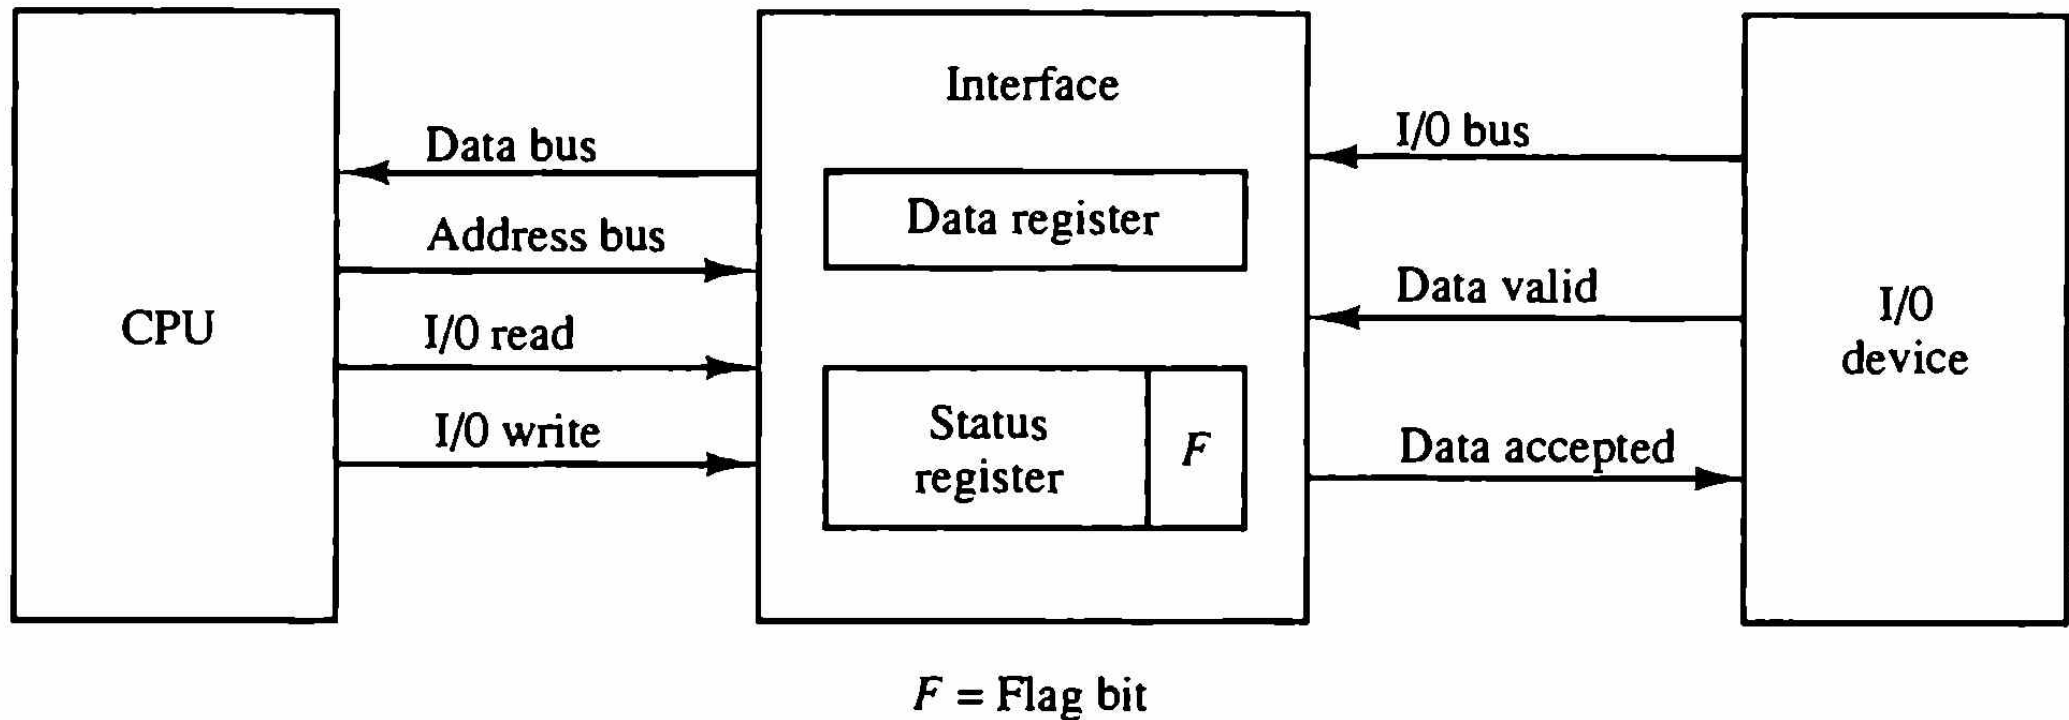 Interface
Data bus
I/0 bus
Data register
Address bus
Data valid
CPU
I/0 read
I/0
device
Status
register
F
I/0 write
Data accepted
F = Flag bit